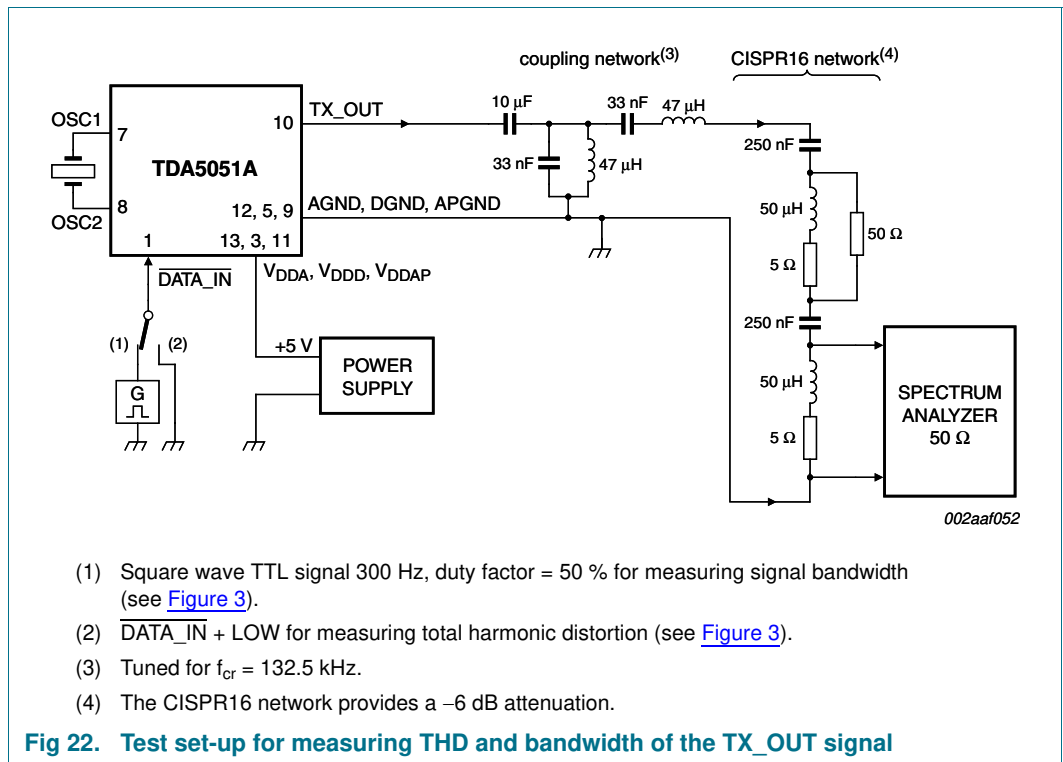 coupling network(3)
CISPR16 network(4)
OSC1
7
10
TX_OUT
10 μF
33 nF
47 μH
250 nF
TDA5051A
33 nF
47 μH
50 μH
50 Ω
5 Ω
8
OSC2
12, 5, 9
AGND, DGND, APGND
1
13, 3, 11
DATA_IN
VDDA, VDDD, VDDAP
250 nF
(1)
(2)
+5 V
POWER
SUPPLY
G
50 μH
5 Ω
SPECTRUM
ANALYZER
50 Ω
002aaf052
(1) Square wave TTL signal 300 Hz, duty factor = 50 % for measuring signal bandwidth
(see Figure 3).
(2) DATA_IN + LOW for measuring total harmonic distortion (see Figure 3).
(3) Tuned for fcr = 132.5 kHz.
(4) The CISPR16 network provides a −6 dB attenuation.
Fig 22. Test set-up for measuring THD and bandwidth of the TX_OUT signal